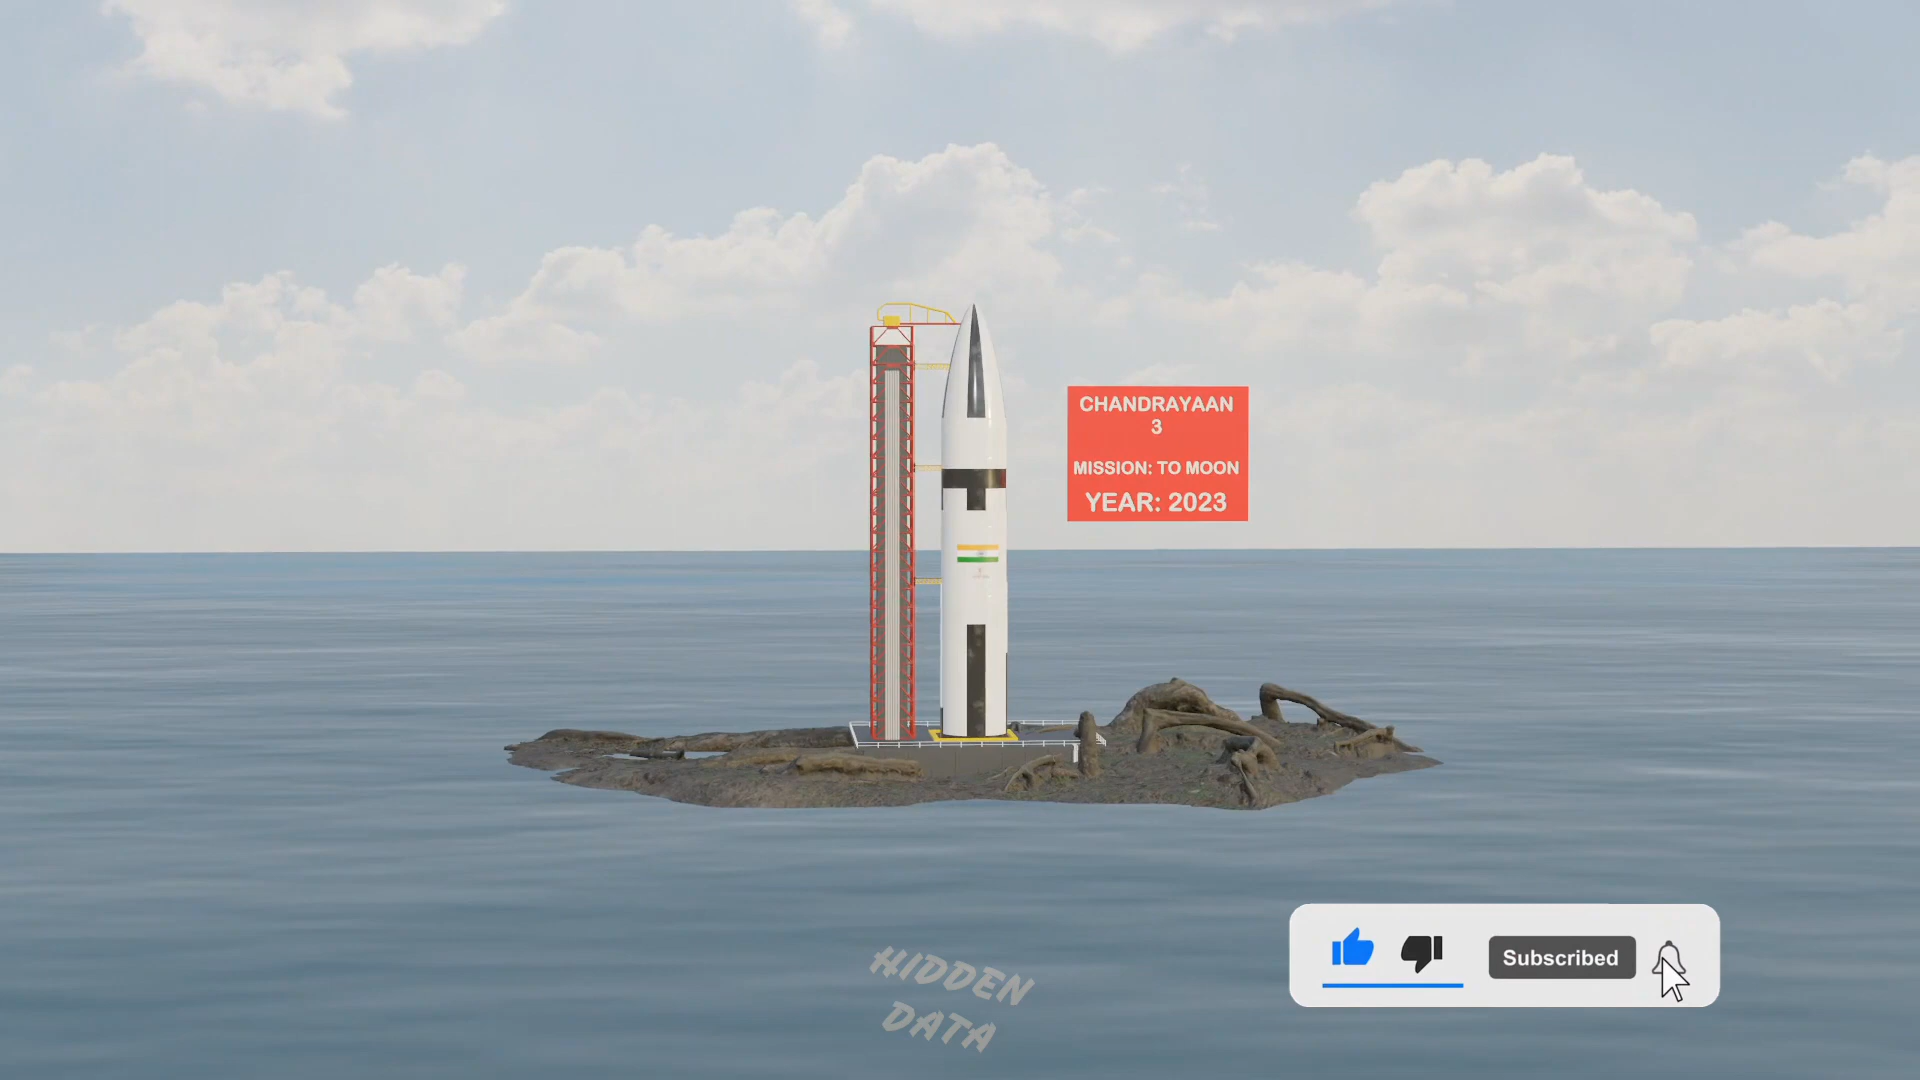 CHANDRAYAAN
3
MISSION: TO MOON
YEAR: 2023
Subscribed
HIDDEN
DATA